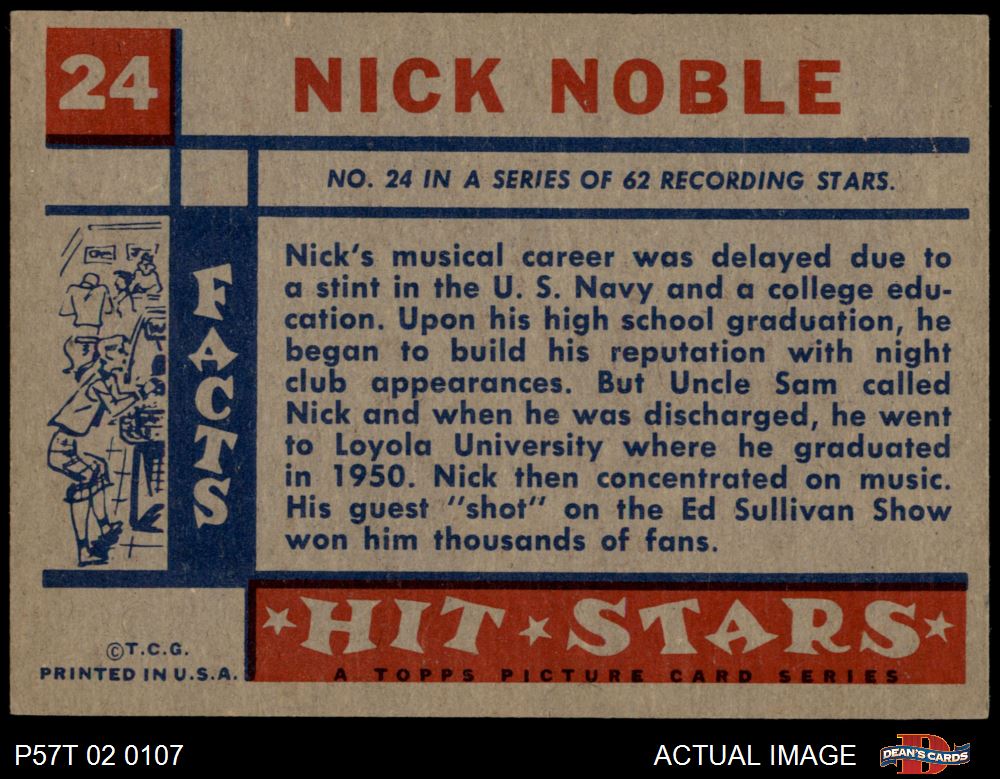 24
NICK NOBLE
NO. 24 IN A SERIES OF 62 RECORDING STARS.
FACTS
Nick's musical career was delayed due to
a stint in the U. S. Navy and a college edu-
cation. Upon his high school graduation, he
began to build his reputation with night
club appearances. But Uncle Sam called
Nick and when he was discharged, he went
to Loyola University where he graduated
in 1950. Nick then concentrated on music.
His guest "shot" on the Ed Sullivan Show
won him thousands of fans.
HIT STARS
A TOPPS PICTURE CARD SERIES
©T.C.G.
PRINTED IN U.S.A.
P57T 02 0107
ACTUAL IMAGE
D
DEAN'S CARDS